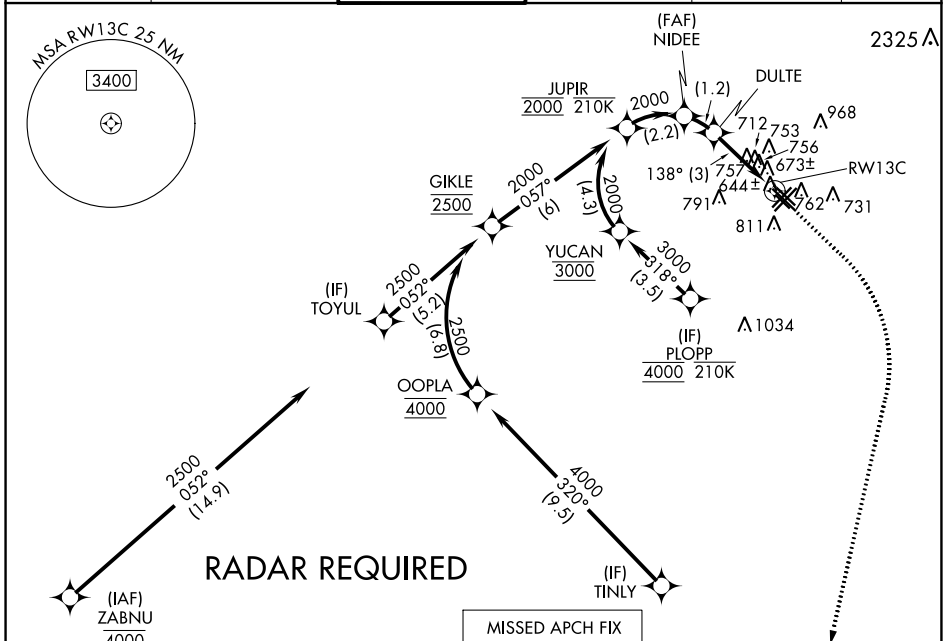 MSA RW13C 25 NM
3400
(FAF)
NIDEE
2325
JUPIR
2000 210K
2000
(2.2)
(1.2)
DULTE
968
712
753
756
757
673±
138° (3)
644±
RW13C
791
762
731
811
GIKLE
2500
2000
057°
(6)
2000
(4.3)
YUCAN
3000
3000
318°
(3.5)
(IF)
TOYUL
2500
052°
(5.2)
2500
(6.8)
1034
(IF)
PLOPP
4000 210K
OOPLA
4000
2500
052°
(14.9)
4000
320°
(9.5)
RADAR REQUIRED
(IAF)
ZABNU
4000
(IF)
TINLY
MISSED APCH FIX